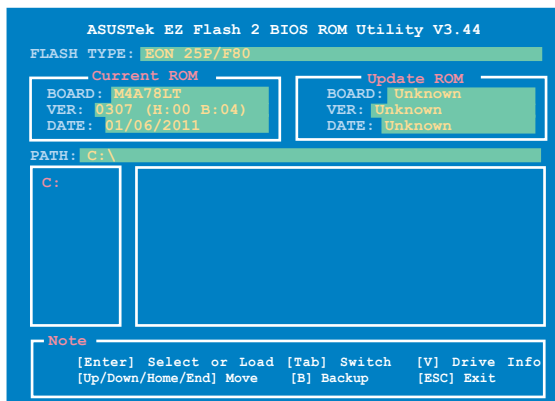 ASUSTek EZ Flash 2 BIOS ROM Utility V3.44
FLASH TYPE: EON 25P/F80
Current ROM
BOARD: M4A78LT
VER: 0307 (H:00 B:04)
DATE: 01/06/2011
Update ROM
BOARD: Unknown
VER: Unknown
DATE: Unknown
PATH: C:\
C:
Note
[Enter] Select or Load [Tab] Switch [V] Drive Info
[Up/Down/Home/End] Move [B] Backup [ESC] Exit